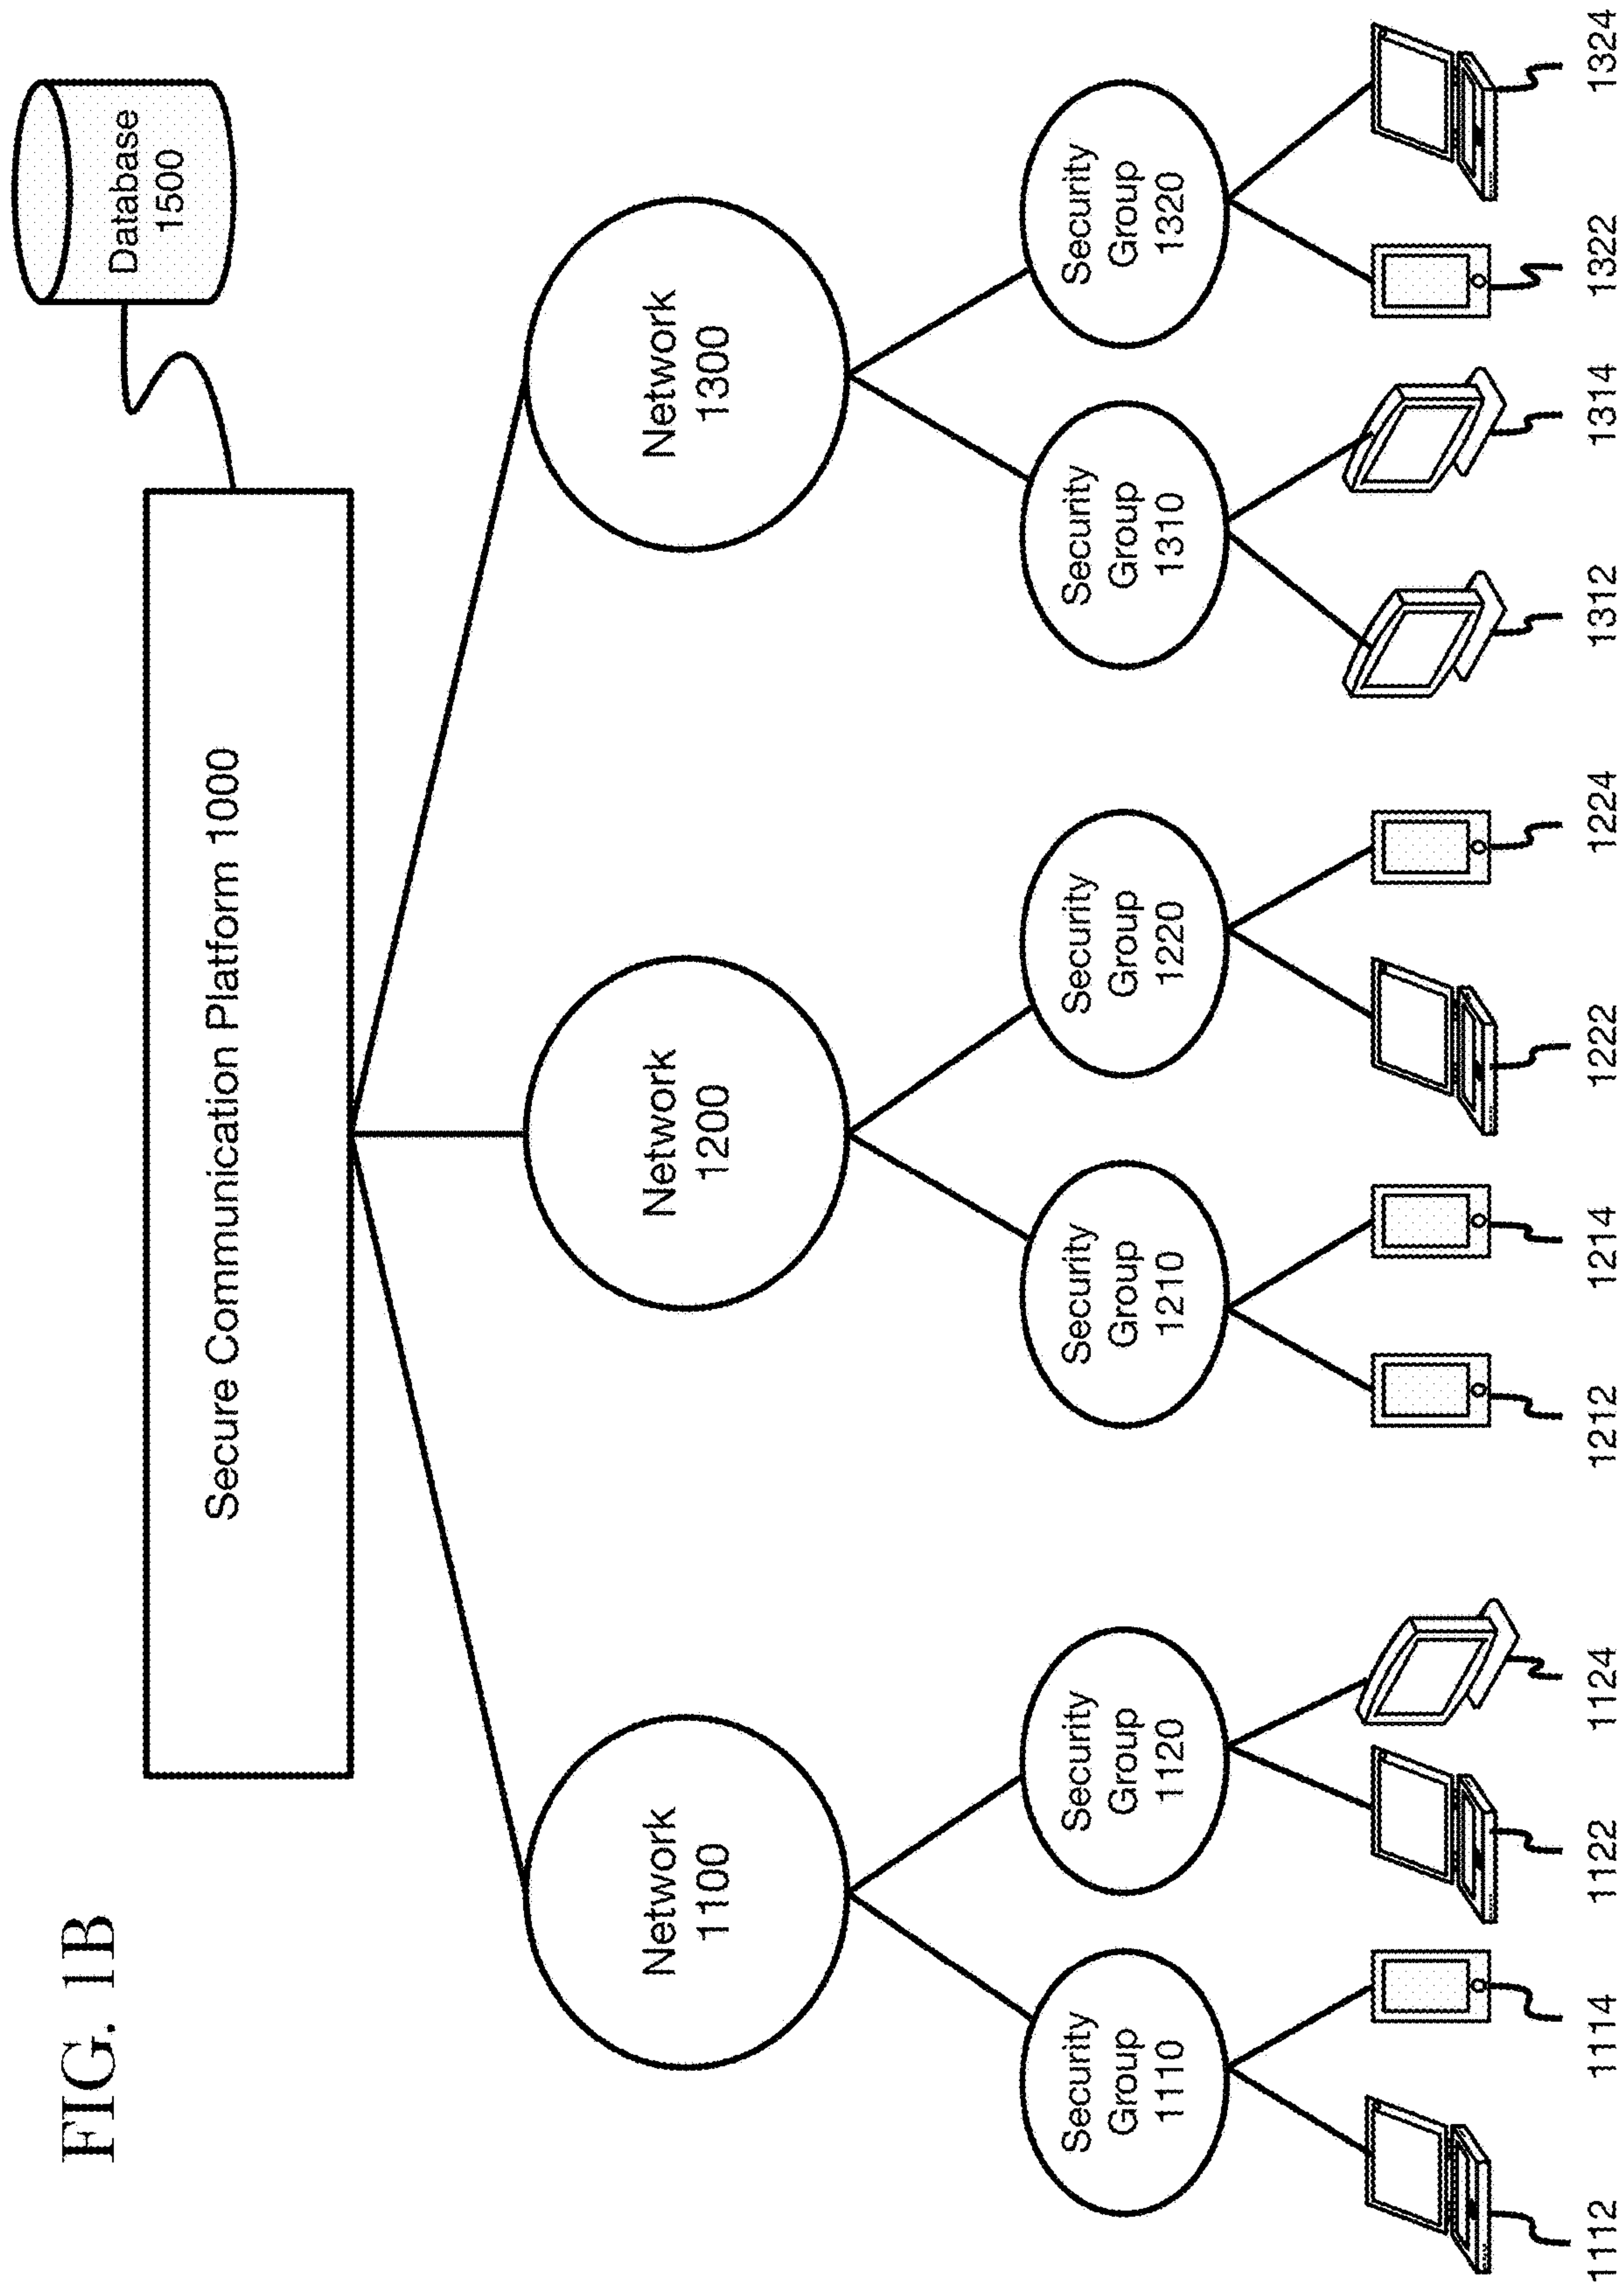 FIG. 1B
Database
1500
Secure Communication Platform 1000
Network
1100
Network
1200
Network
1300
Security
Group
1110
Security
Group
1120
Security
Group
1210
Security
Group
1220
Security
Group
1310
Security
Group
1320
1112
1114
1122
1124
1212
1214
1222
1224
1312
1314
1322
1324